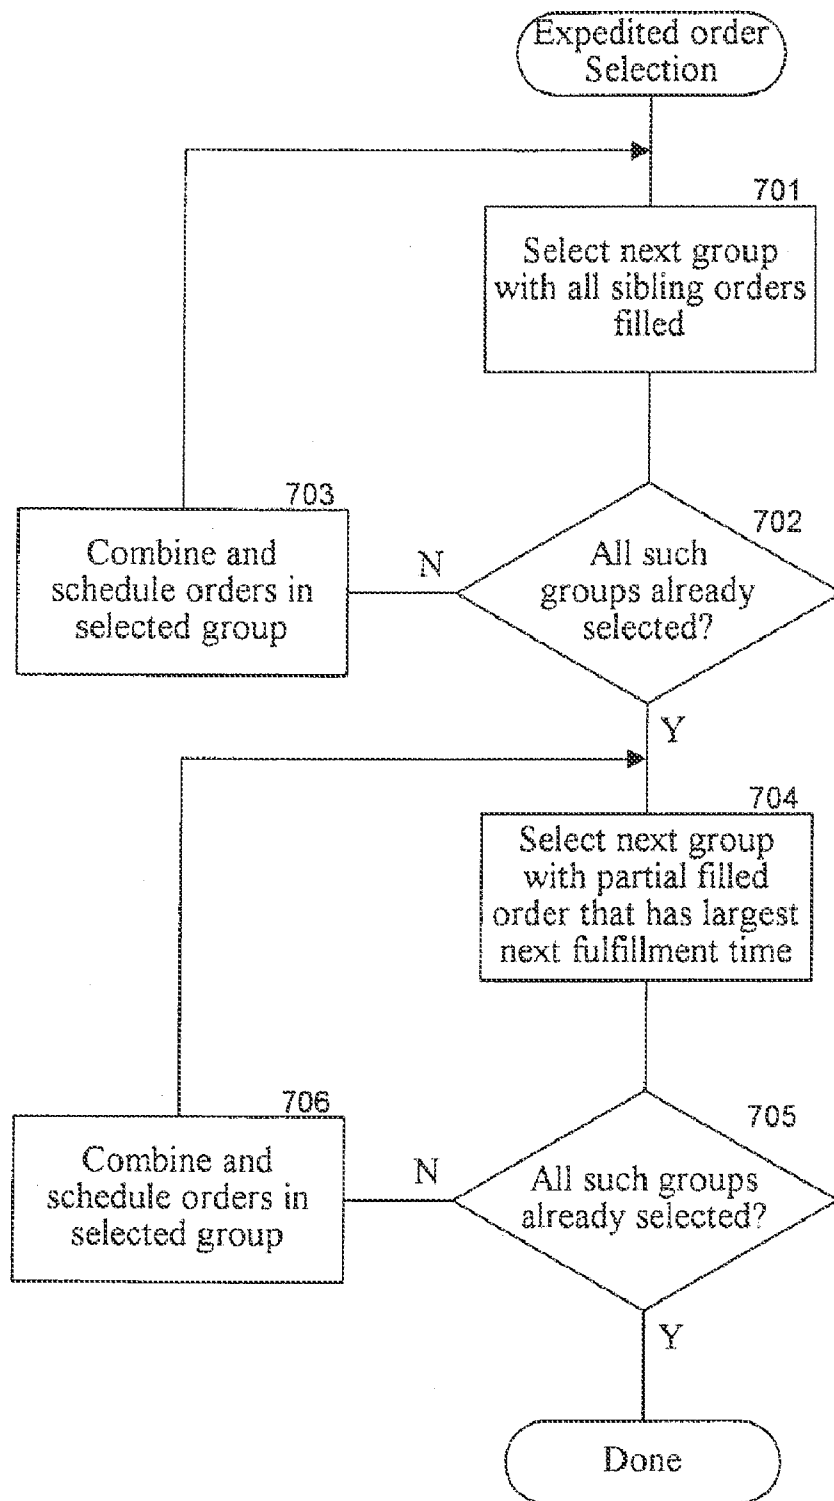 Expedited order
Selection
701
Select next group
with all sibling orders
filled
702
All such
groups already
selected?
N
703
Combine and
schedule orders in
selected group
Y
704
Select next group
with partial filled
order that has largest
next fulfillment time
705
All such groups
already selected?
N
706
Combine and
schedule orders in
selected group
Y
Done